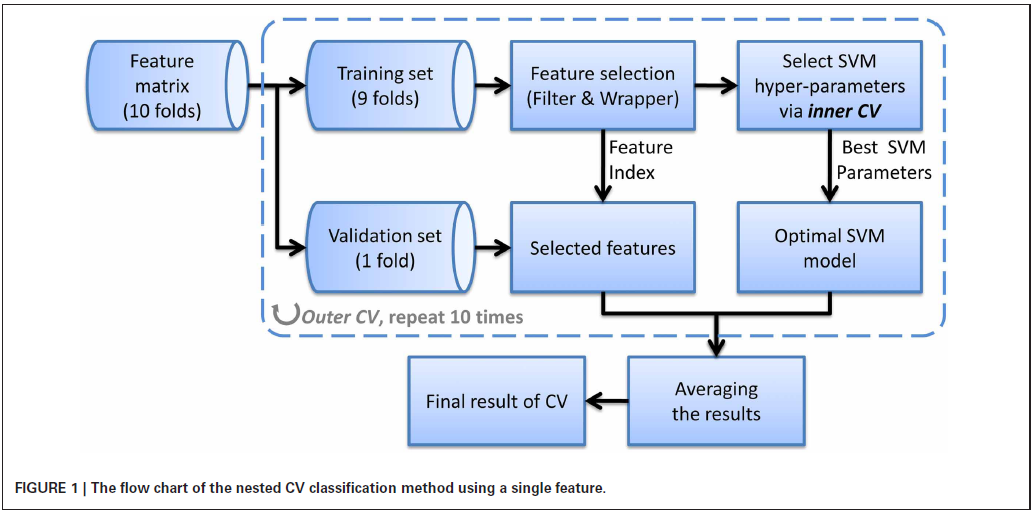 Feature
matrix
(10 folds)
Training set
(9 folds)
Feature selection
(Filter & Wrapper)
Select SVM
hyper-parameters
via inner CV
Feature
Index
Best SVM
Parameters
Validation set
(1 fold)
Selected features
Optimal SVM
model
Outer CV, repeat 10 times
Final result of CV
Averaging
the results
FIGURE 1 | The flow chart of the nested CV classification method using a single feature.